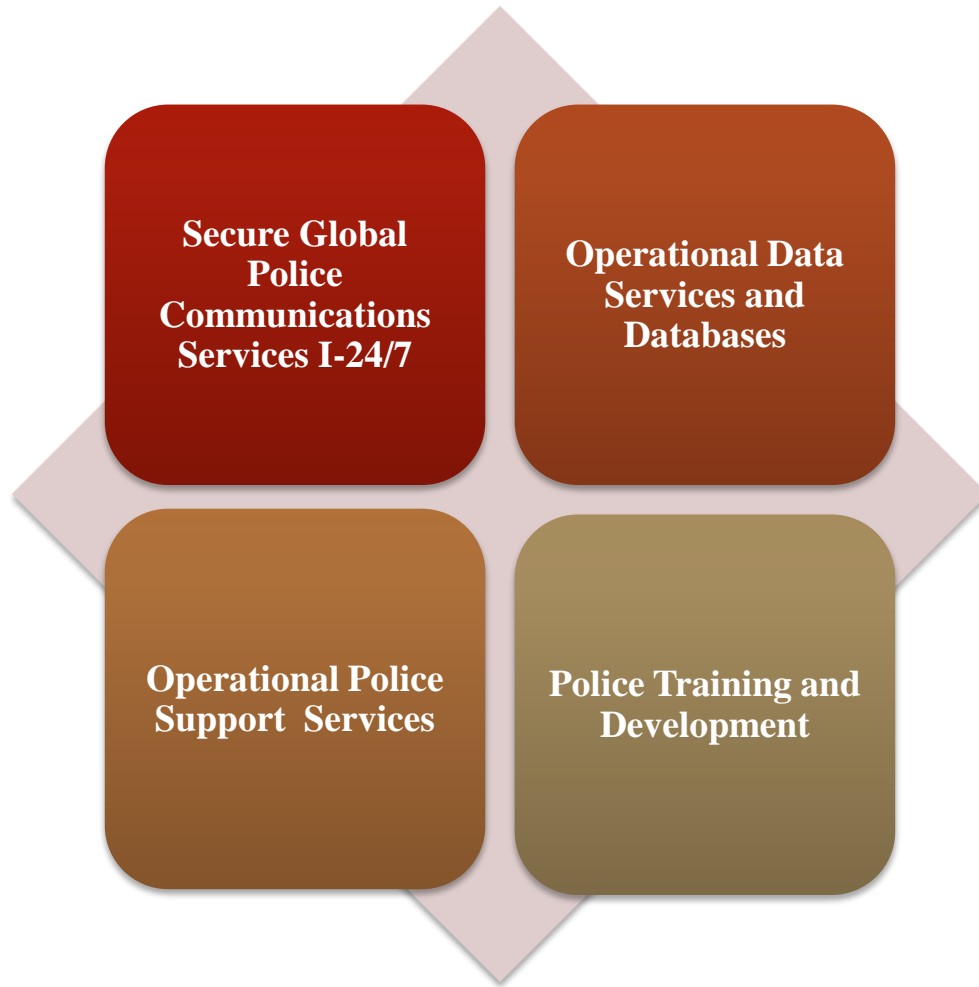 Secure Global
Police
Communications
Services I-24/7
Operational Data
Services and
Databases
Operational Police
Support  Services
Police Training and
Development